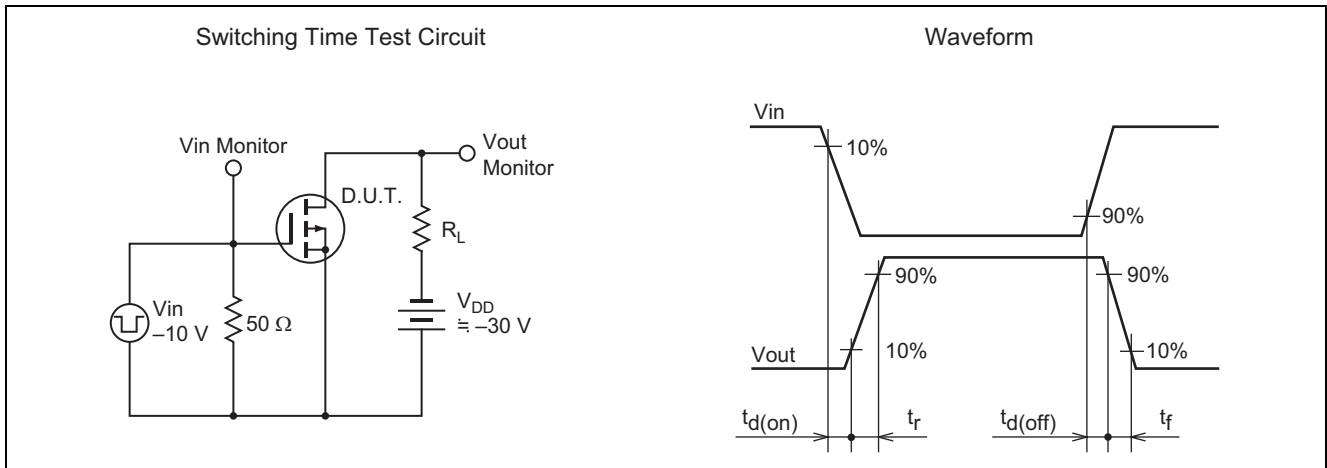 Switching Time Test Circuit
Vin Monitor
Vout
Monitor
D.U.T.
RL
Vin
–10 V
50 Ω
VDD
≒ –30 V
Waveform
Vin
10%
90%
90%
90%
Vout
10%
10%
td(on)
tr
td(off)
tf